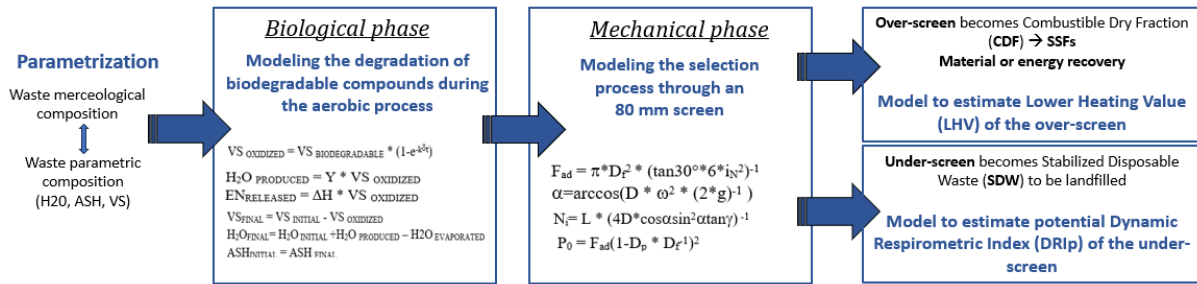 Parametrization
Waste merceological
composition
Waste parametric
composition
(H20, ASH, VS)
Biological phase
Modeling the degradation of
biodegradable compounds during
the aerobic process
VS OXIDIZED = VS BIODEGRADABLE * (1-e-kδt)
H2O PRODUCED = Y * VS OXIDIZED
ENRELEASED = ΔH * VS OXIDIZED
VSFINAL = VS INITIAL - VS OXIDIZED
H2OFINAL = H2O INITIAL +H2O PRODUCED – H2O EVAPORATED
ASHINITIAL = ASH FINAL
Mechanical phase
Modeling the selection
process through an
80 mm screen
Fad = π*Df2 * (tan30°*6*iN2)-1
α=arccos(D * ω2 * (2*g)-1 )
Ni= L * (4D*cosαsin2αtanγ)-1
P0 = Fad(1-Dp * Df-1)2
Over-screen becomes Combustible Dry Fraction
(CDF) → SSFs
Material or energy recovery
Model to estimate Lower Heating Value
(LHV) of the over-screen
Under-screen becomes Stabilized Disposable
Waste (SDW) to be landfilled
Model to estimate potential Dynamic
Respirometric Index (DRIp) of the under-
screen